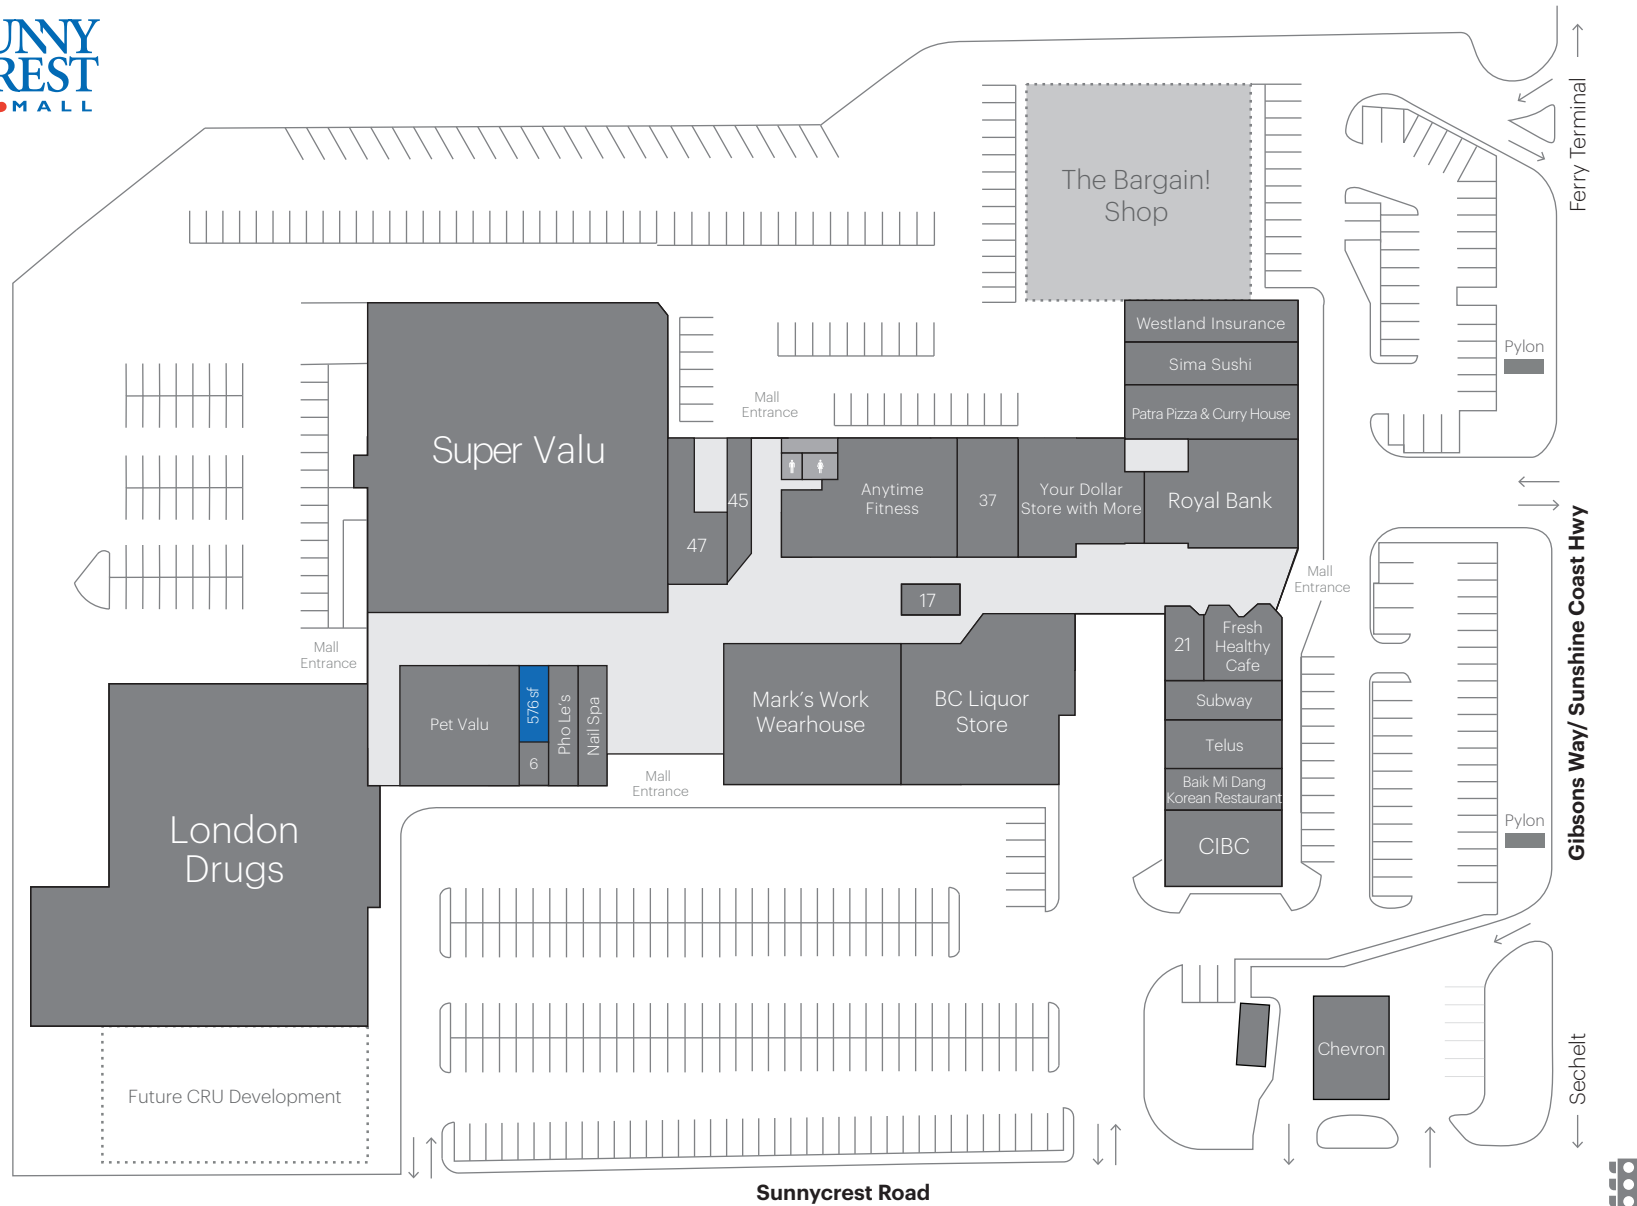 UNNY
REST
MALL
Ferry Terminal
The Bargain!
Shop
Westland Insurance
Sima Sushi
Patra Pizza & Curry House
Pylon
Mall
Entrance
Super Valu
45
47
Anytime
Fitness
37
Your Dollar
Store with More
Royal Bank
Gibsons Way/ Sunshine Coast Hwy
Mall
Entrance
17
21
Fresh
Healthy
Cafe
Mall
Entrance
Pet Valu
576 sf
6
Pho Le's
Nail Spa
Mark's Work
Wearhouse
BC Liquor
Store
Subway
Telus
Mall
Entrance
Baik Mi Dang
Korean Restaurant
CIBC
Pylon
London
Drugs
Chevron
Sechelt
Future CRU Development
Sunnycrest Road